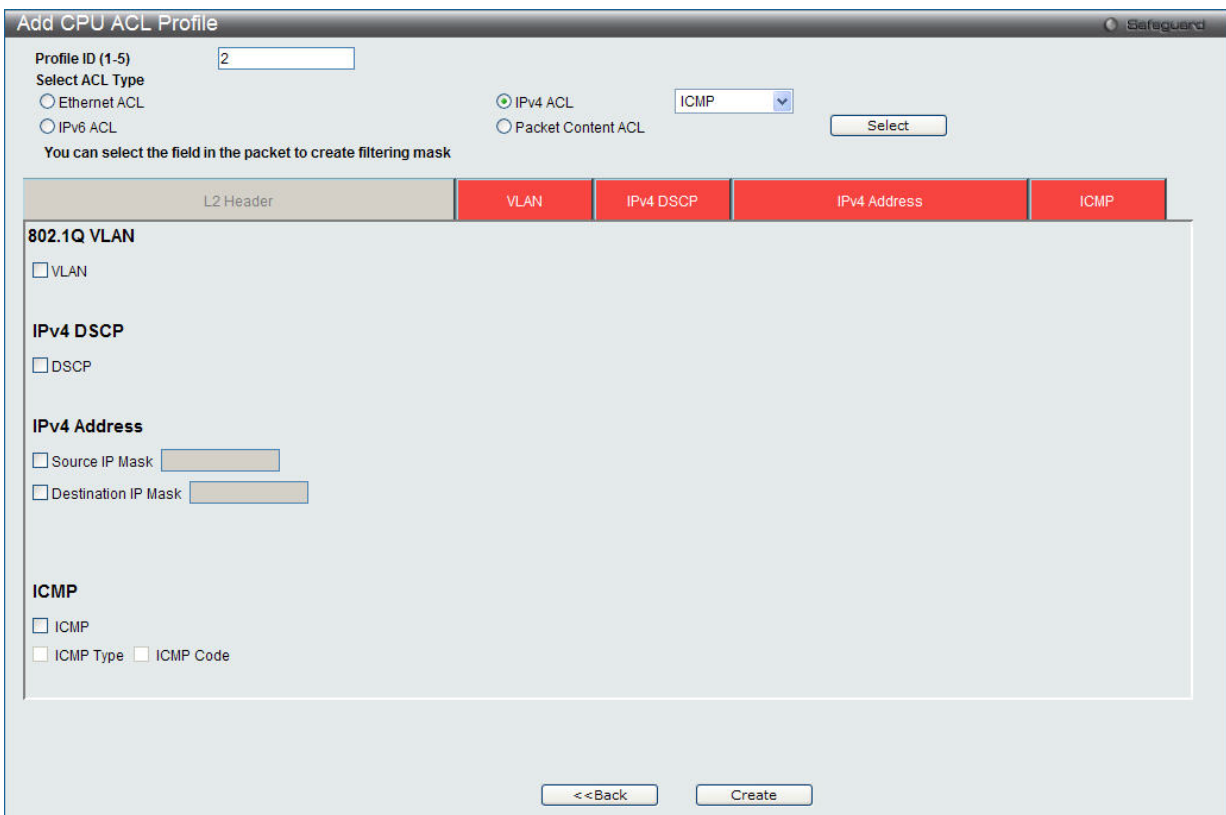 Add CPU ACL Profile
Safeguard
Profile ID (1-5) 2
Select ACL Type
Ethernet ACL IPv4 ACL ICMP
IPv6 ACL Packet Content ACL Select
You can select the field in the packet to create filtering mask
L2 Header VLAN IPv4 DSCP IPv4 Address ICMP
802.1Q VLAN
VLAN
IPv4 DSCP
DSCP
IPv4 Address
Source IP Mask
Destination IP Mask
ICMP
ICMP
ICMP Type ICMP Code
<<Back Create